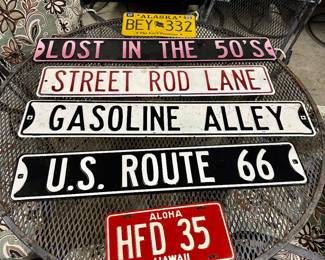 ALASKA
BEY 332
LOST IN THE 50'S
STREET ROD LANE
GASOLINE ALLEY
U.S. ROUTE 66
ALOHA
HFD 35
HAWAII